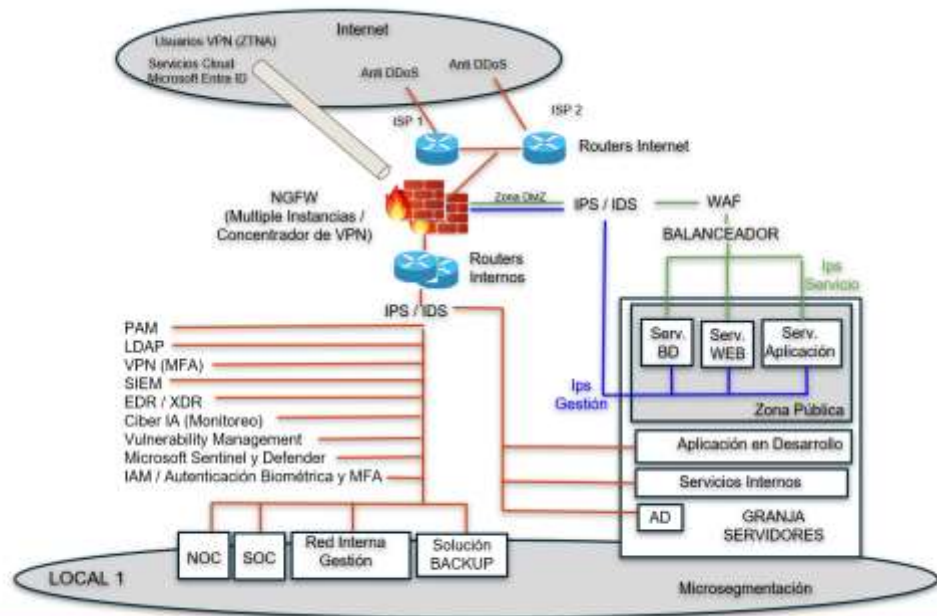 Internet
Usuarios VPN (ZTNA)
Servicios Cloud
Microsoft Entra ID
Anti DDoS
Anti DDoS
ISP 1
ISP 2
Routers Internet
NGFW
(Multiple Instancias /
Concentrador de VPN)
Zona DMZ
IPS / IDS
WAF
BALANCEADOR
Routers
Internos
Ips
Servicio
IPS / IDS
PAM
LDAP
VPN (MFA)
SIEM
EDR / XDR
Ciber IA (Monitoreo)
Vulnerability Management
Microsoft Sentinel y Defender
IAM / Autenticación Biométrica y MFA
Serv.
BD
Serv.
WEB
Serv.
Aplicación
Ips
Gestión
Zona Pública
Aplicación en Desarrollo
Servicios Internos
AD
GRANJA
SERVIDORES
NOC
SOC
Red Interna
Gestión
Solución
BACKUP
LOCAL 1
Microsegmentación